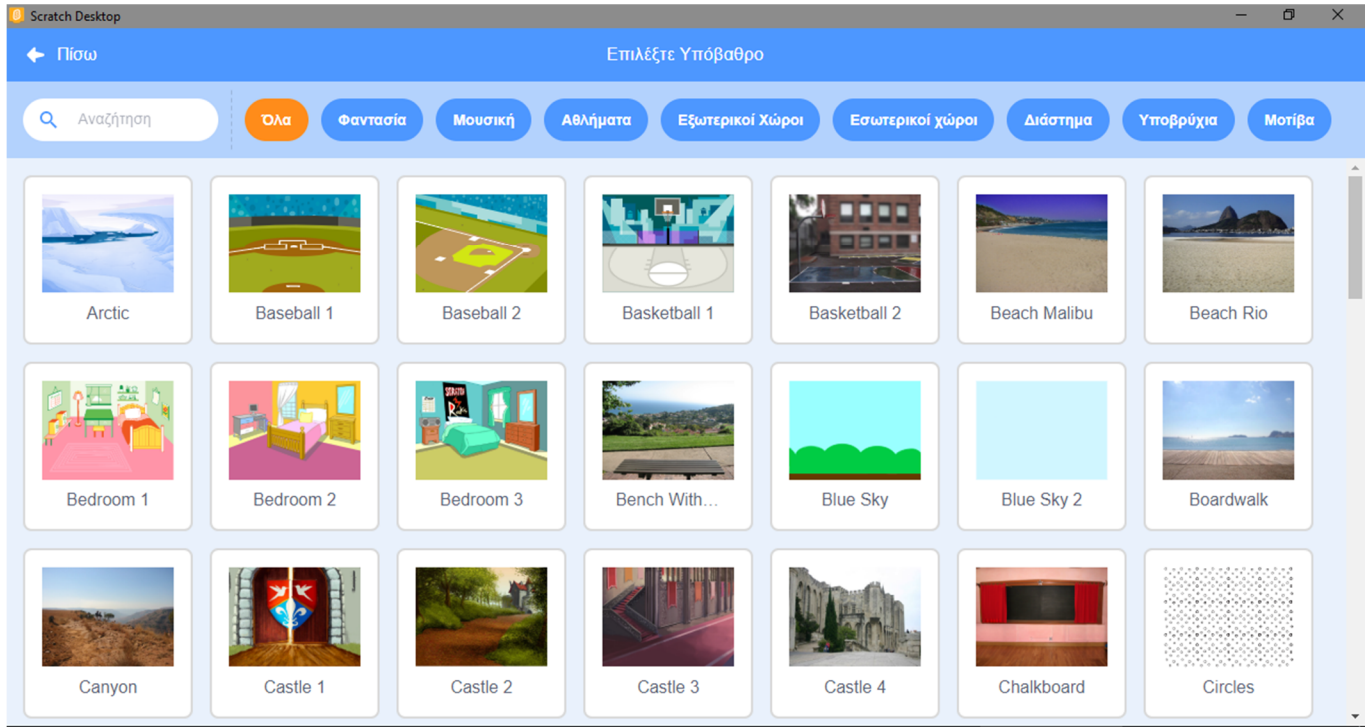 Scratch Desktop
Πίσω
Επιλέξτε Υπόβαθρο
Αναζήτηση
Όλα
Φαντασία
Μουσική
Αθλήματα
Εξωτερικοί Χώροι
Εσωτερικοί χώροι
Διάστημα
Υποβρύχια
Μοτίβα
Arctic
Baseball 1
Baseball 2
Basketball 1
Basketball 2
Beach Malibu
Beach Rio
Bedroom 1
Bedroom 2
Bedroom 3
Bench With...
Blue Sky
Blue Sky 2
Boardwalk
Canyon
Castle 1
Castle 2
Castle 3
Castle 4
Chalkboard
Circles